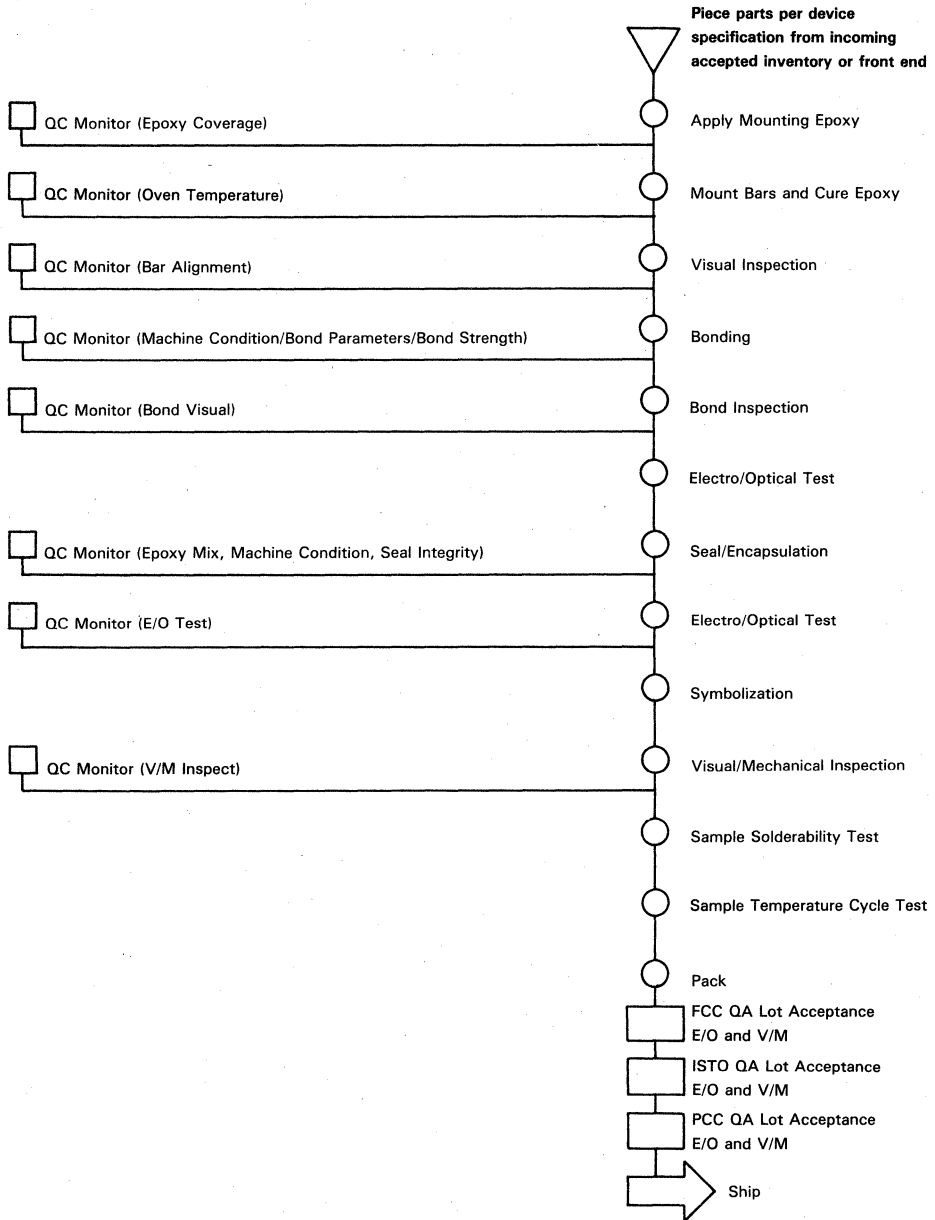 Piece parts per device
specification from incoming
accepted inventory or front end
QC Monitor (Epoxy Coverage)
Apply Mounting Epoxy
QC Monitor (Oven Temperature)
Mount Bars and Cure Epoxy
QC Monitor (Bar Alignment)
Visual Inspection
QC Monitor (Machine Condition/Bond Parameters/Bond Strength)
Bonding
QC Monitor (Bond Visual)
Bond Inspection
Electro/Optical Test
QC Monitor (Epoxy Mix, Machine Condition, Seal Integrity)
Seal/Encapsulation
QC Monitor (E/O Test)
Electro/Optical Test
Symbolization
QC Monitor (V/M Inspect)
Visual/Mechanical Inspection
Sample Solderability Test
Sample Temperature Cycle Test
Pack
FCC QA Lot Acceptance
E/O and V/M
ISTO QA Lot Acceptance
E/O and V/M
PCC QA Lot Acceptance
E/O and V/M
Ship